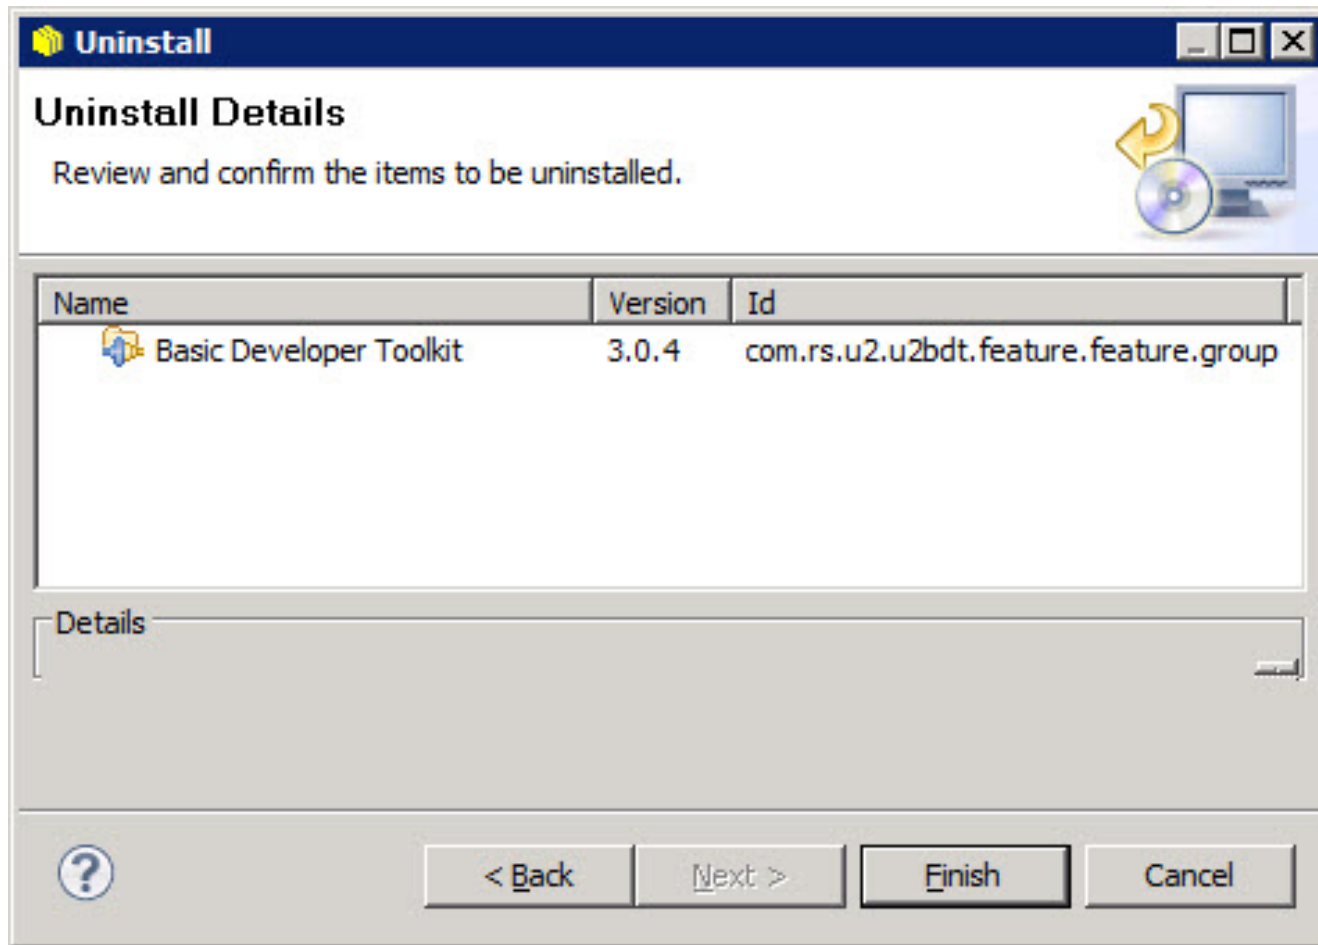 Uninstall
Uninstall Details
Review and confirm the items to be uninstalled.
Name Version Id
Basic Developer Toolkit 3.0.4 com.rs.u2.u2bdt.feature.feature.group
Details
? < Back Next > Finish Cancel